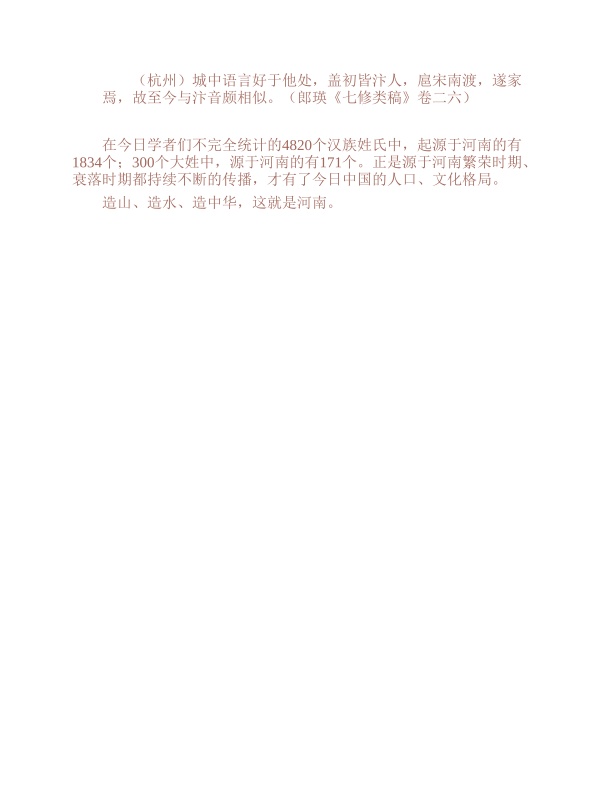 （杭州）城中语言好于他处，盖初皆汴人，扈宋南渡，遂家
焉，故至今与汴音颇相似。（郎瑛《七修类稿》卷二六）
在今日学者们不完全统计的4820个汉族姓氏中，起源于河南的有
1834个；300个大姓中，源于河南的有171个。正是源于河南繁荣时期、
衰落时期都持续不断的传播，才有了今日中国的人口、文化格局。
造山、造水、造中华，这就是河南。